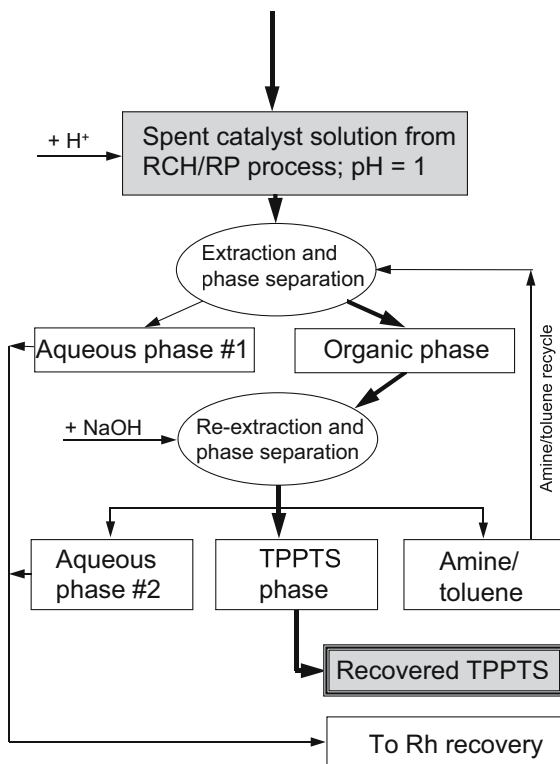 + H⁺
Spent catalyst solution from
RCH/RP process; pH = 1
Extraction and
phase separation
Aqueous phase #1
Organic phase
Amine/toluene recycle
+ NaOH
Re-extraction and
phase separation
Aqueous
phase #2
TPPTS
phase
Amine/
toluene
Recovered TPPTS
To Rh recovery